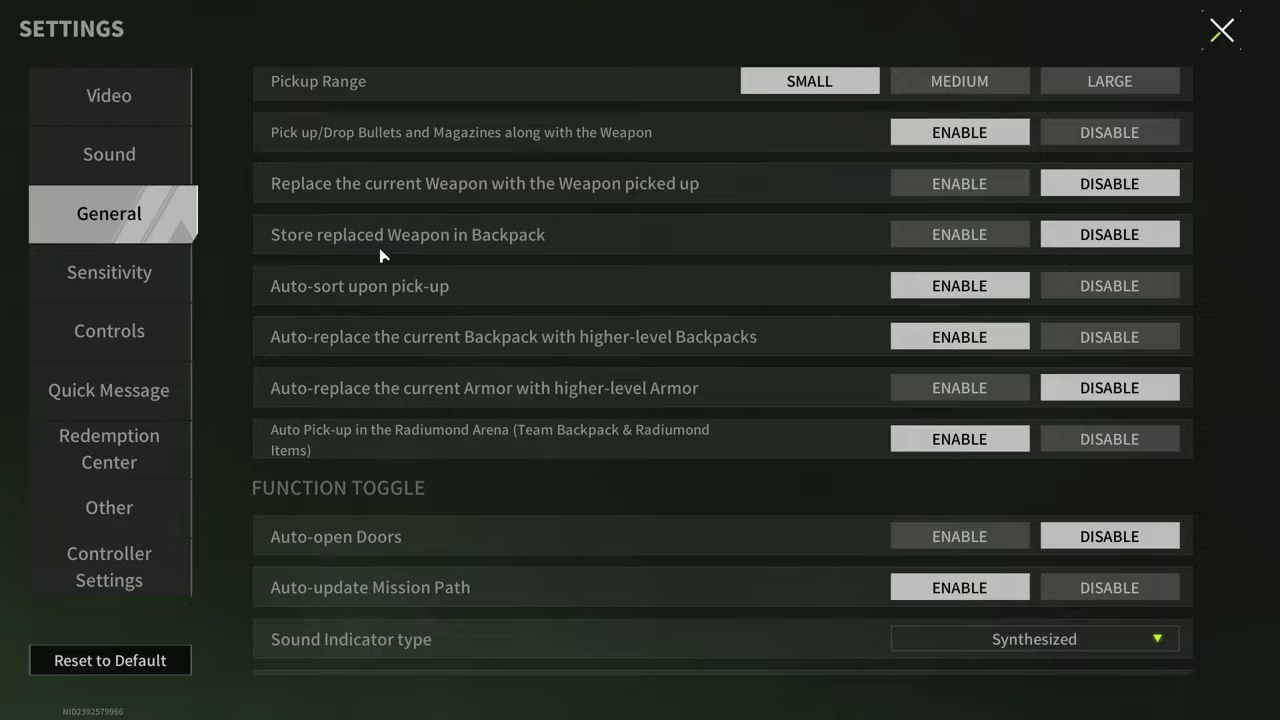 SETTINGS
Video
Sound
General
Sensitivity
Controls
Quick Message
Redemption
Center
Other
Controller
Settings
Reset to Default
NID2392579966
Pickup Range SMALL MEDIUM LARGE
Pick up/Drop Bullets and Magazines along with the Weapon ENABLE DISABLE
Replace the current Weapon with the Weapon picked up ENABLE DISABLE
Store replaced Weapon in Backpack ENABLE DISABLE
Auto-sort upon pick-up ENABLE DISABLE
Auto-replace the current Backpack with higher-level Backpacks ENABLE DISABLE
Auto-replace the current Armor with higher-level Armor ENABLE DISABLE
Auto Pick-up in the Radiumond Arena (Team Backpack & Radiumond
Items) ENABLE DISABLE
FUNCTION TOGGLE
Auto-open Doors ENABLE DISABLE
Auto-update Mission Path ENABLE DISABLE
Sound Indicator type Synthesized